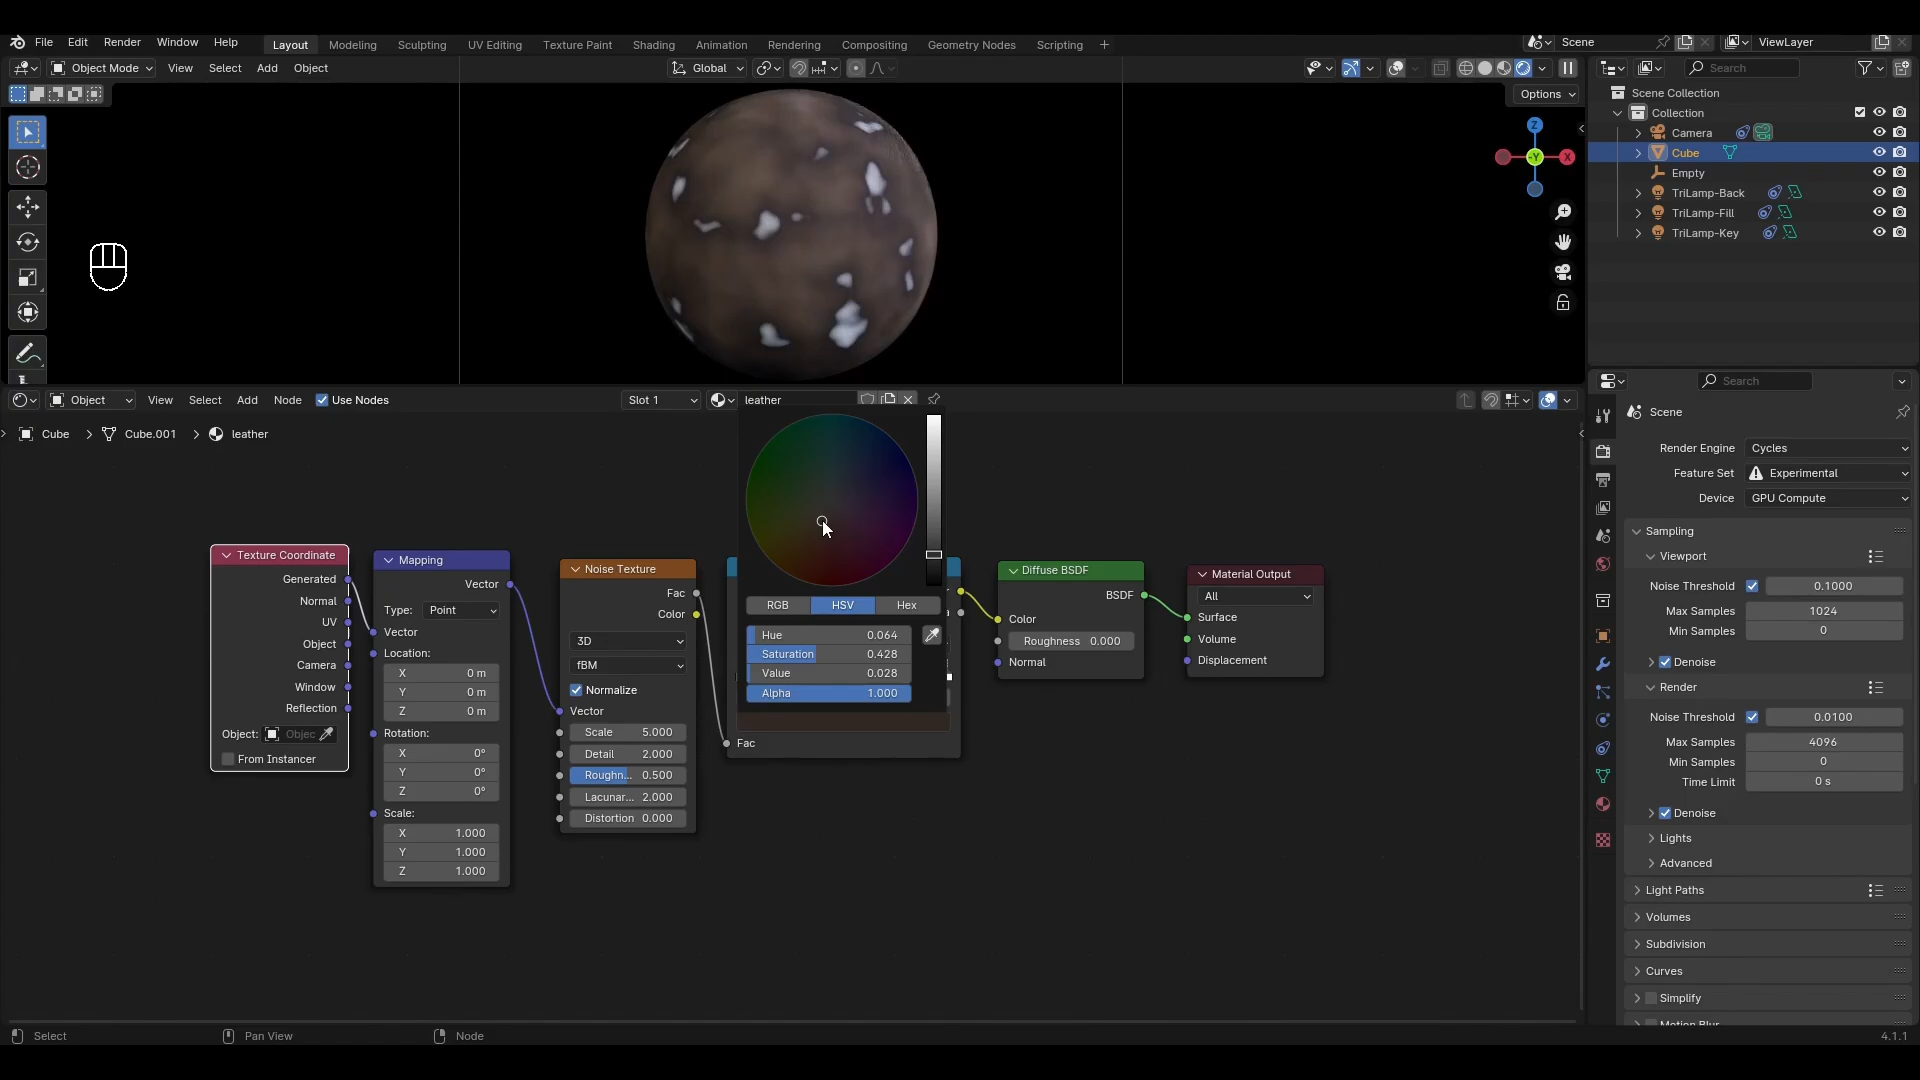 File Edit Render Window Help Layout Modeling Sculpting UV Editing Texture Paint Shading Animation Rendering Compositing Geometry Nodes Scripting + Scene ViewLayer
Object Mode View Select Add Object Global Search
Options
Scene Collection
Collection
Camera
Cube
Empty
TriLamp-Back
TriLamp-Fill
TriLamp-Key
Z
-Y
X
Object View Select Add Node Use Nodes Slot 1 leather
Search
Cube > Cube.001 > leather
Scene
Render Engine Cycles
Feature Set Experimental
Device GPU Compute
Sampling
Viewport
Noise Threshold 0.1000
Max Samples 1024
Min Samples 0
Denoise
Render
Noise Threshold 0.0100
Max Samples 4096
Min Samples 0
Time Limit 0 s
Denoise
Lights
Advanced
Light Paths
Volumes
Subdivision
Curves
Simplify
Motion Blur
Texture Coordinate
Generated
Normal
UV
Object
Camera
Window
Reflection
Object: Objec
From Instancer
Mapping
Vector
Type: Point
Vector
Location:
X 0 m
Y 0 m
Z 0 m
Rotation:
X 0°
Y 0°
Z 0°
Scale:
X 1.000
Y 1.000
Z 1.000
Noise Texture
Fac
Color
3D
fBM
Normalize
Vector
Scale 5.000
Detail 2.000
Roughn... 0.500
Lacunar... 2.000
Distortion 0.000
RGB HSV Hex
Hue 0.064
Saturation 0.428
Value 0.028
Alpha 1.000
Fac
Diffuse BSDF
BSDF
Color
Roughness 0.000
Normal
Material Output
All
Surface
Volume
Displacement
Select Pan View Node 4.1.1